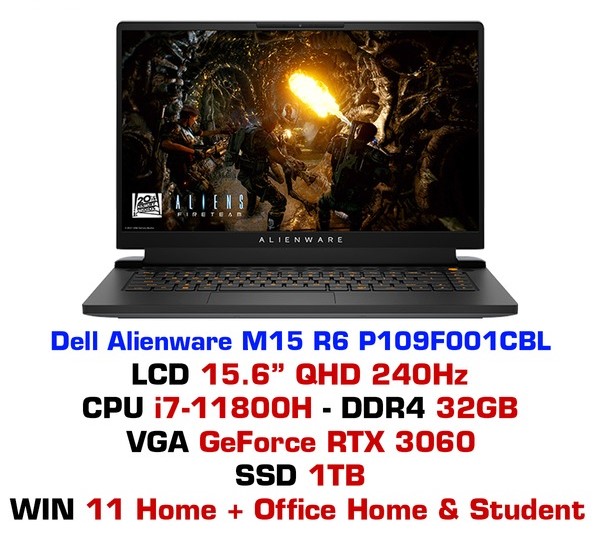 ALIENS
FIRETEAM
ALIENWARE
Dell Alienware M15 R6 P109F001CBL
LCD 15.6” QHD 240Hz
CPU i7-11800H - DDR4 32GB
VGA GeForce RTX 3060
SSD 1TB
WIN 11 Home + Office Home & Student